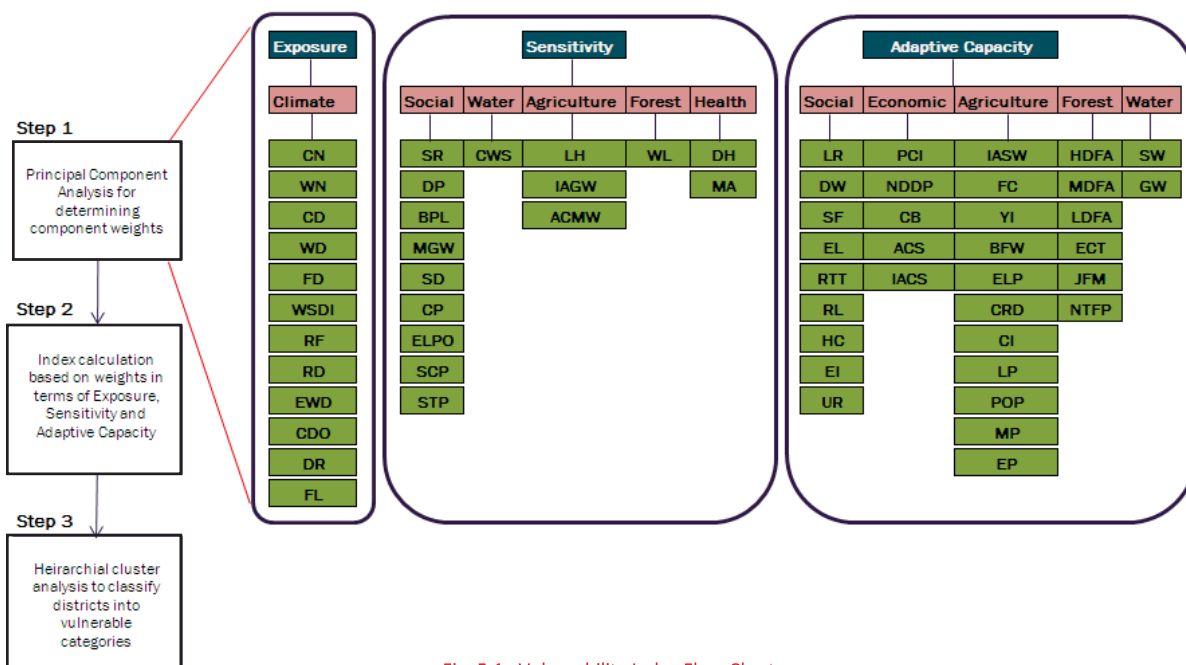 Step 1
Principal Component
Analysis for
determining
component weights
Step 2
Index calculation
based on weights in
terms of Exposure,
Sensitivity and
Adaptive Capacity
Step 3
Heirarchial cluster
analysis to classify
districts into
vulnerable
categories
Exposure
Climate
CN
WN
CD
WD
FD
WSDI
RF
RD
EWD
CDO
DR
FL
Sensitivity
Social Water Agriculture Forest Health
SR CWS LH WL DH
DP IAGW MA
BPL ACMW
MGW
SD
CP
ELPO
SCP
STP
Adaptive Capacity
Social Economic Agriculture Forest Water
LR PCI IASW HDFA SW
DW NDDP FC MDFA GW
SF CB YI LDFA
EL ACS BFW ECT
RTT IACS ELP JFM
RL CRD NTFP
HC CI
EI LP
UR POP
MP
EP